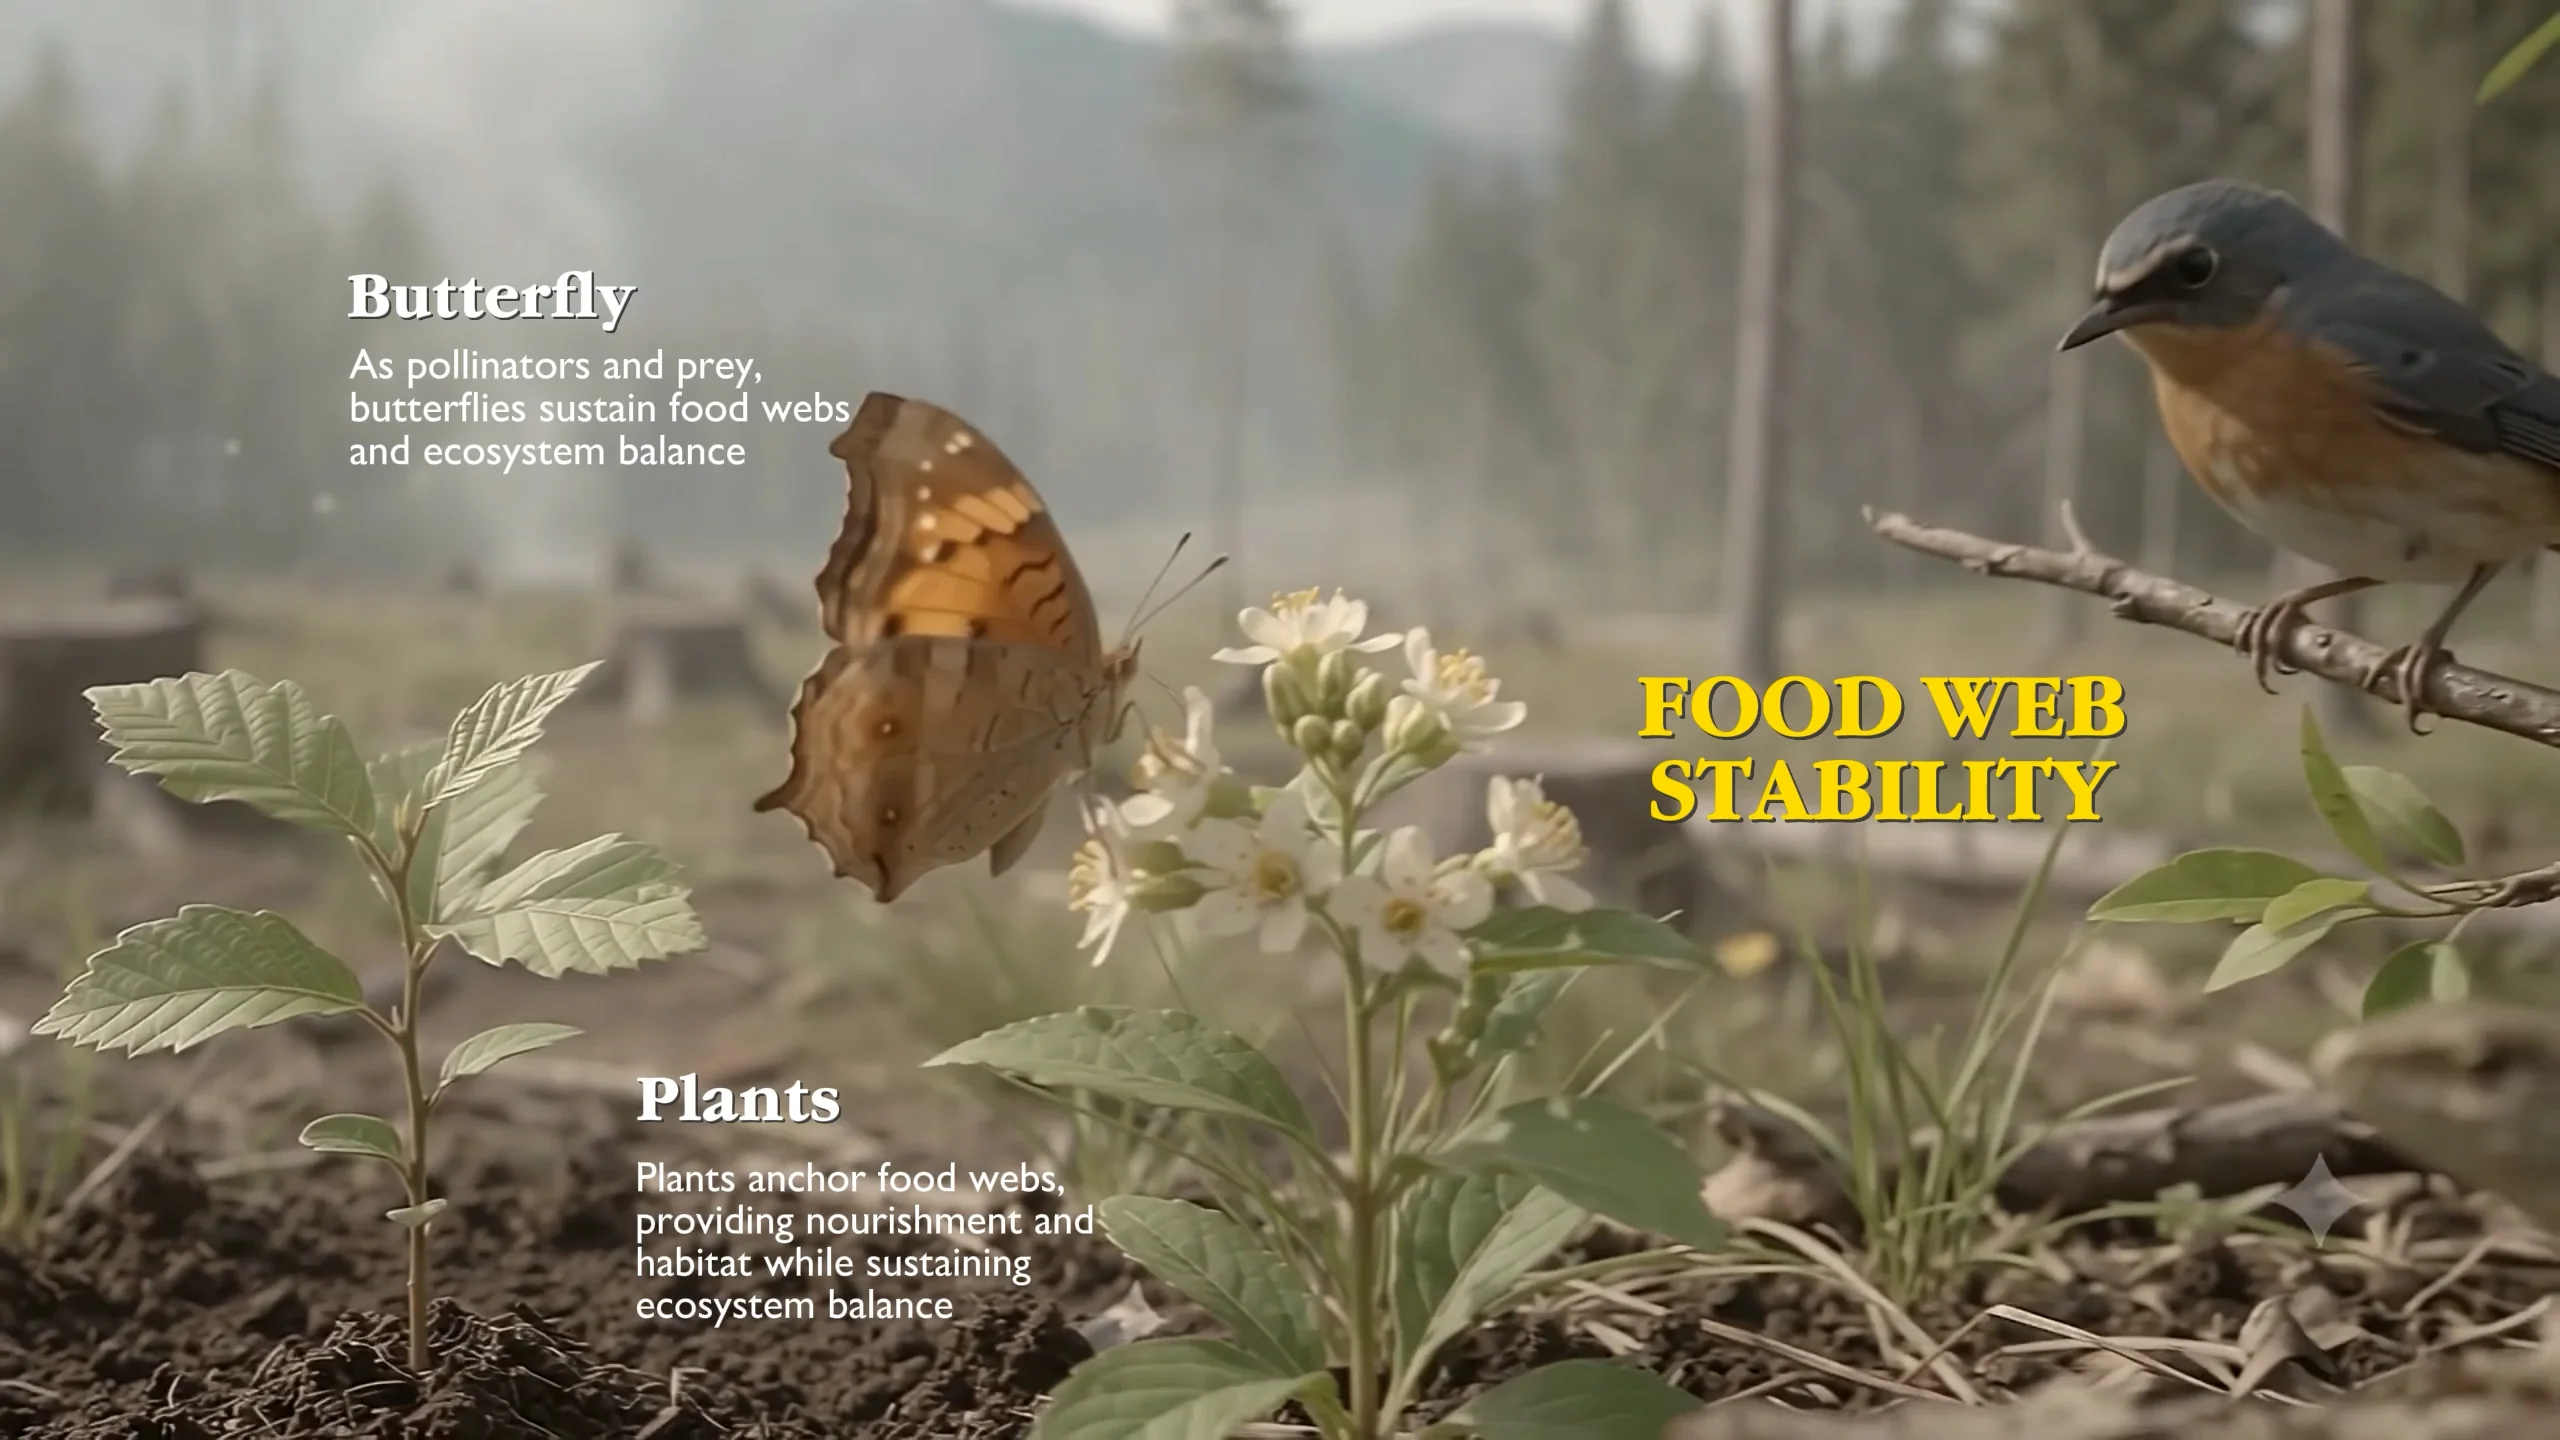 Butterfly
As pollinators and prey,
butterflies sustain food webs
and ecosystem balance
FOOD WEB
STABILITY
Plants
Plants anchor food webs,
providing nourishment and
habitat while sustaining
ecosystem balance